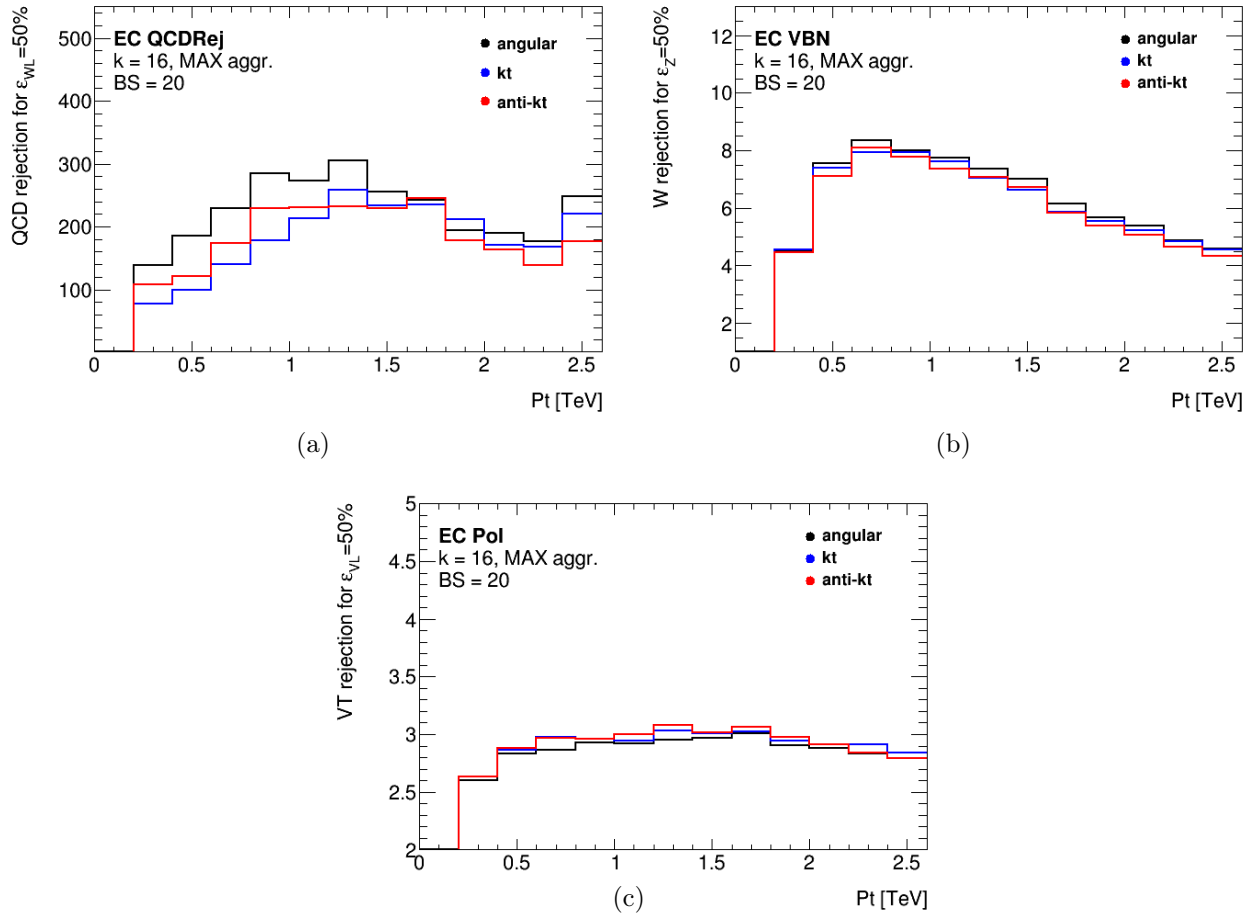 QCD rejection for ε_WL=50%
EC QCDRej
k = 16, MAX aggr.
BS = 20
angular
kt
anti-kt
500
400
300
200
100
0 0.5 1 1.5 2 2.5
Pt [TeV]
(a)
W rejection for ε_Z=50%
EC VBN
k = 16, MAX aggr.
BS = 20
angular
kt
anti-kt
12
10
8
6
4
2
0 0.5 1 1.5 2 2.5
Pt [TeV]
(b)
VT rejection for ε_VL=50%
EC Pol
k = 16, MAX aggr.
BS = 20
angular
kt
anti-kt
5
4.5
4
3.5
3
2.5
2
0 0.5 1 1.5 2 2.5
Pt [TeV]
(c)